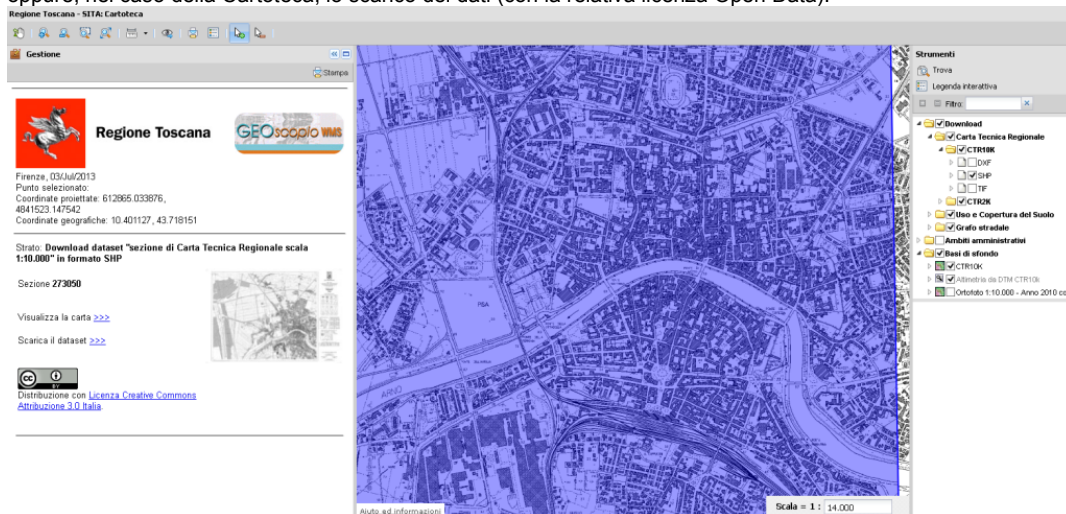 oppure, nel caso della Cartoteca, lo scarico dei dati (con la relativa licenza Open Data).
Regione Toscana - SITA: Cartoteca
Gestione
Stampa
Regione Toscana
GEOscopio WMS
Firenze, 03/Jul/2013
Punto selezionato:
Coordinate proiettate: 612865.033876,
4841523.147542
Coordinate geografiche: 10.401127, 43.718151
Strato: Download dataset "sezione di Carta Tecnica Regionale scala
1:10.000" in formato SHP
Sezione 273050
Visualizza la carta >>>
Scarica il dataset >>>
cc
BY
Distribuzione con Licenza Creative Commons
Attribuzione 3.0 Italia.
PISA
ARNO
Aiuto ed informazioni
Scala = 1 : 14.000
Strumenti
Trova
Legenda interattiva
Filtro:
Download
Carta Tecnica Regionale
CTR10K
DXF
SHP
TIF
CTR2K
Uso e Copertura del Suolo
Grafo stradale
Ambiti amministrativi
Basi di sfondo
CTR10K
Altimetria da DTM CTR10k
Ortofoto 1:10.000 - Anno 2010 co